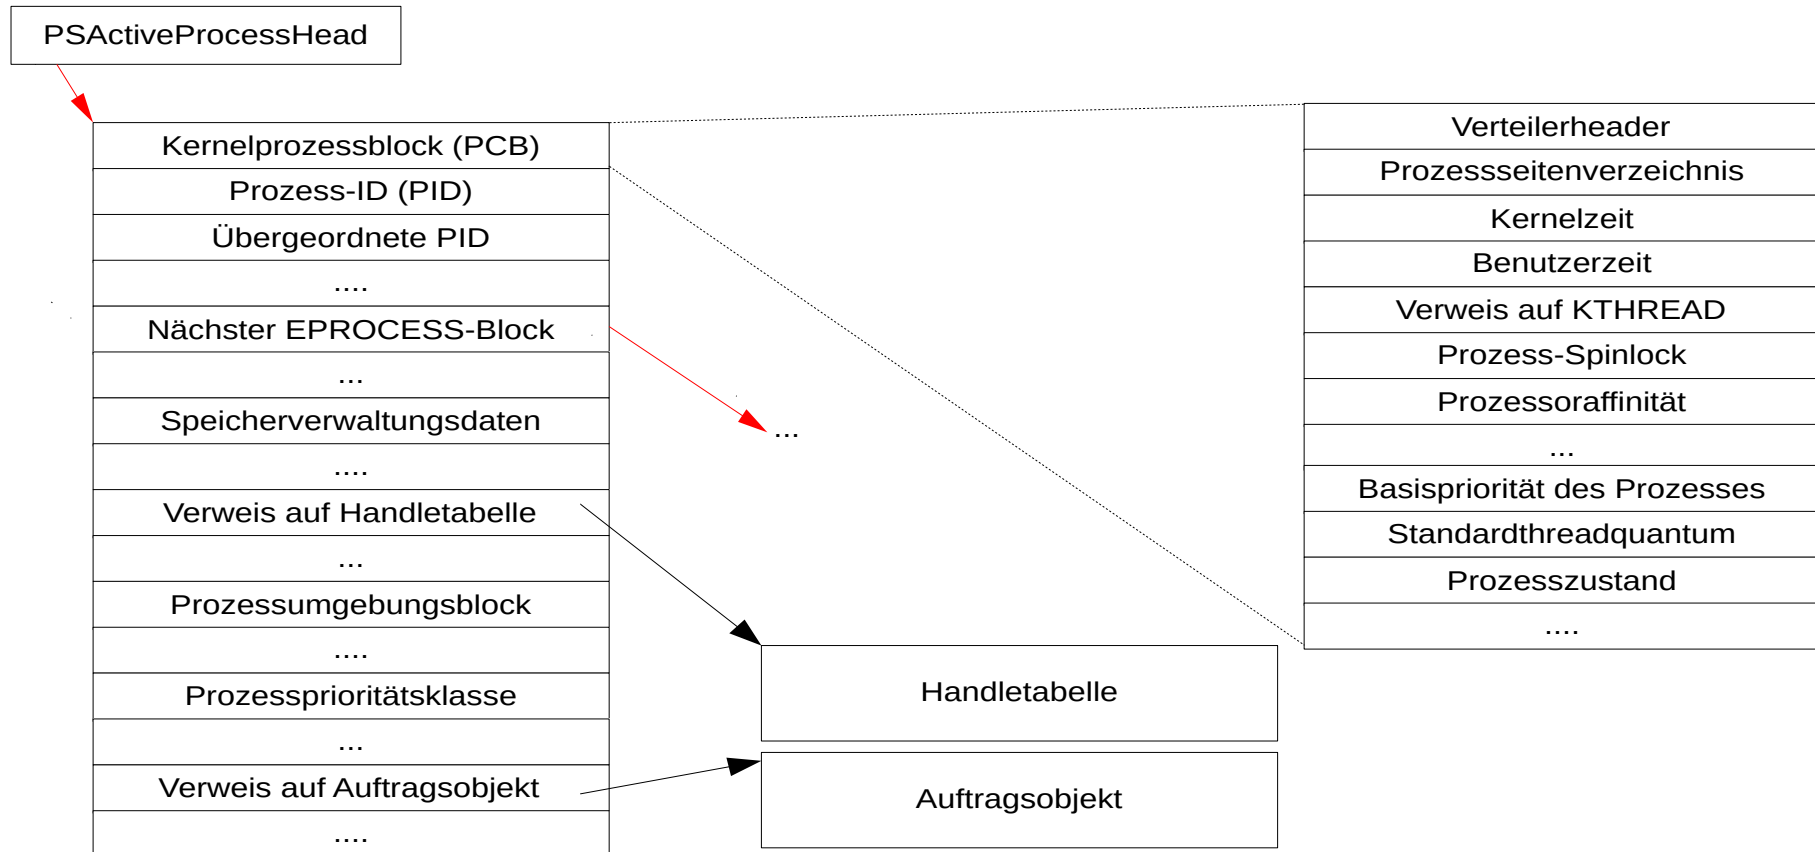 PSActiveProcessHead
Kernelprozessblock (PCB)
Prozess-ID (PID)
Übergeordnete PID
....
Nächster EPROCESS-Block
...
Speicherverwaltungsdaten
....
Verweis auf Handletabelle
...
Prozessumgebungsblock
....
Prozessprioritätsklasse
...
Verweis auf Auftragsobjekt
....
...
Handletabelle
Auftragsobjekt
Verteilerheader
Prozessseitenverzeichnis
Kernelzeit
Benutzerzeit
Verweis auf KTHREAD
Prozess-Spinlock
Prozessoraffinität
...
Basispriorität des Prozesses
Standardthreadquantum
Prozesszustand
....